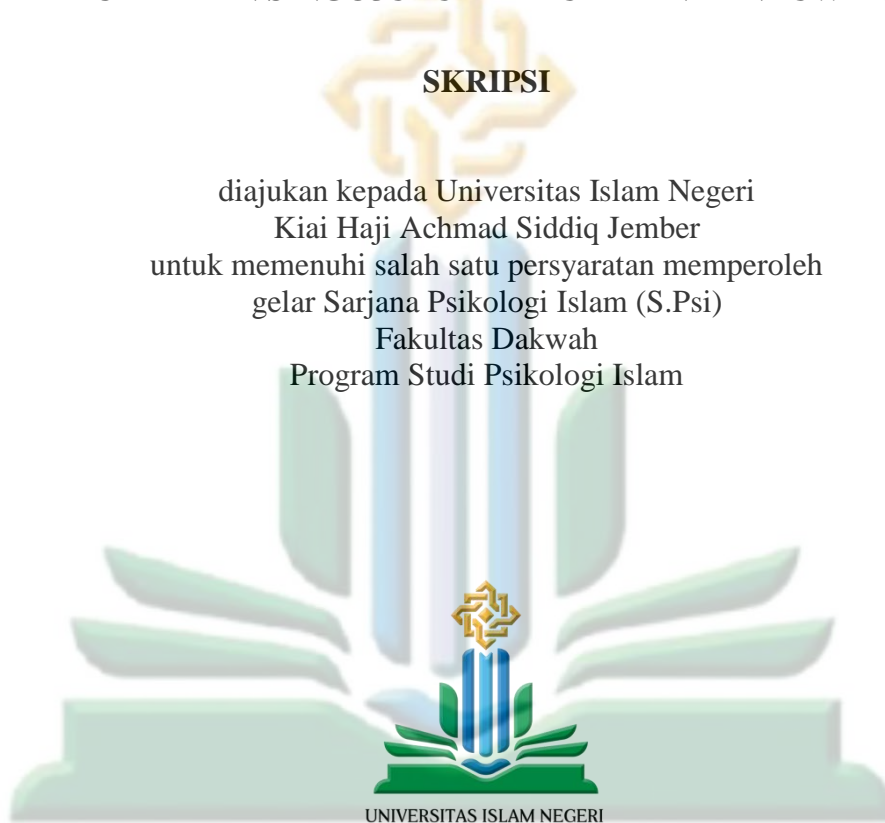 SKRIPSI
diajukan kepada Universitas Islam Negeri
Kiai Haji Achmad Siddiq Jember
untuk memenuhi salah satu persyaratan memperoleh
gelar Sarjana Psikologi Islam (S.Psi)
Fakultas Dakwah
Program Studi Psikologi Islam
UNIVERSITAS ISLAM NEGERI